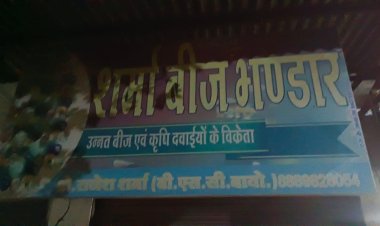 शर्मा बीज भण्डार
उन्नत बीज एवं कृषि दवाईयों के विक्रेता
राजेश शर्मा (बी.एस.सी.बायो.)